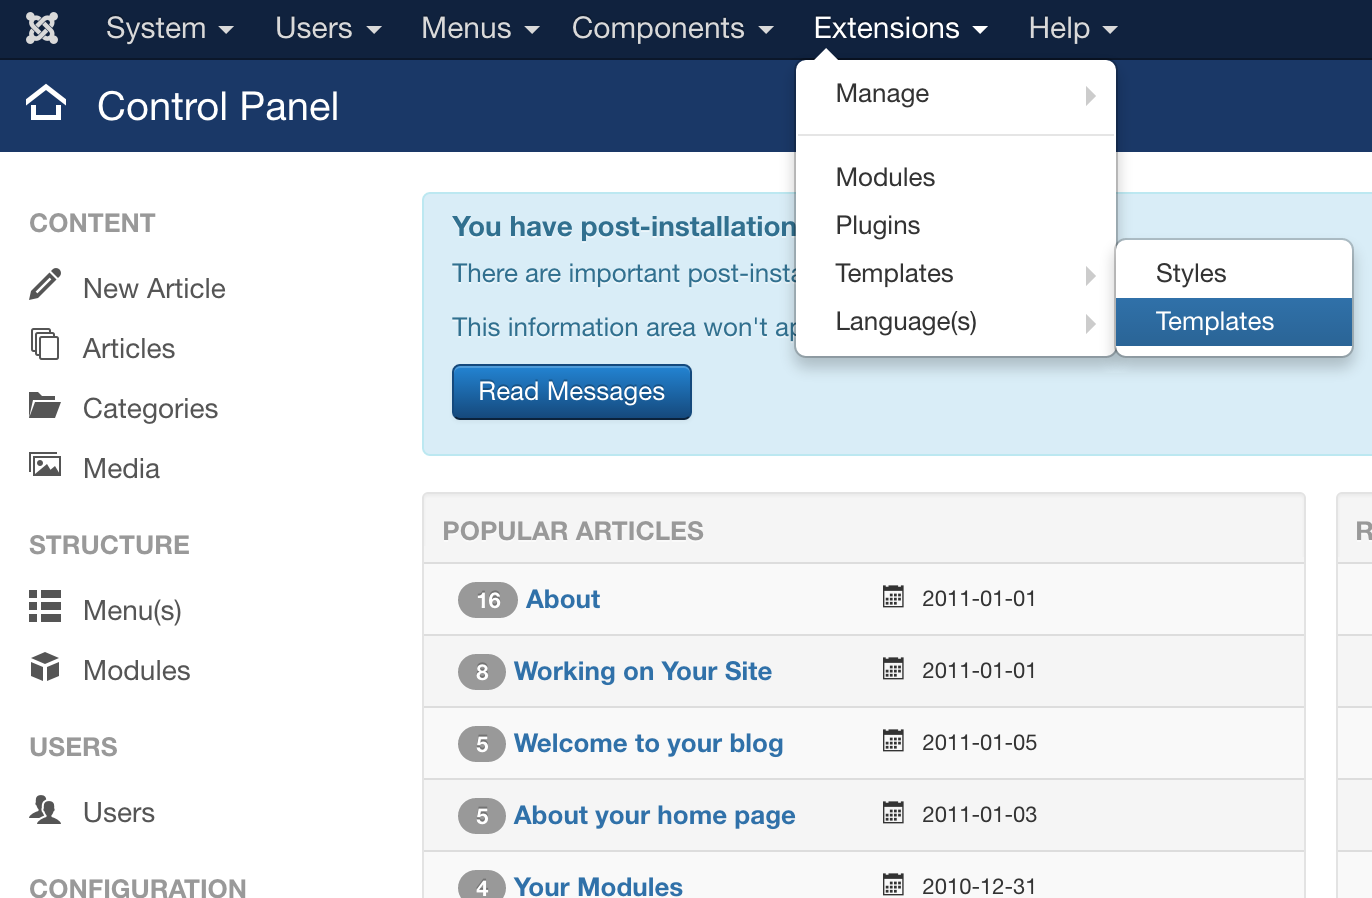 System Users Menus Components Extensions Help
Control Panel
Manage
Modules
Plugins
Templates
Language(s)
Styles
Templates
CONTENT
New Article
Articles
Categories
Media
STRUCTURE
Menu(s)
Modules
USERS
Users
CONFIGURATION
You have post-installation
There are important post-insta
This information area won't ap
Read Messages
POPULAR ARTICLES
16 About 2011-01-01
8 Working on Your Site 2011-01-01
5 Welcome to your blog 2011-01-05
5 About your home page 2011-01-03
4 Your Modules 2010-12-31
R